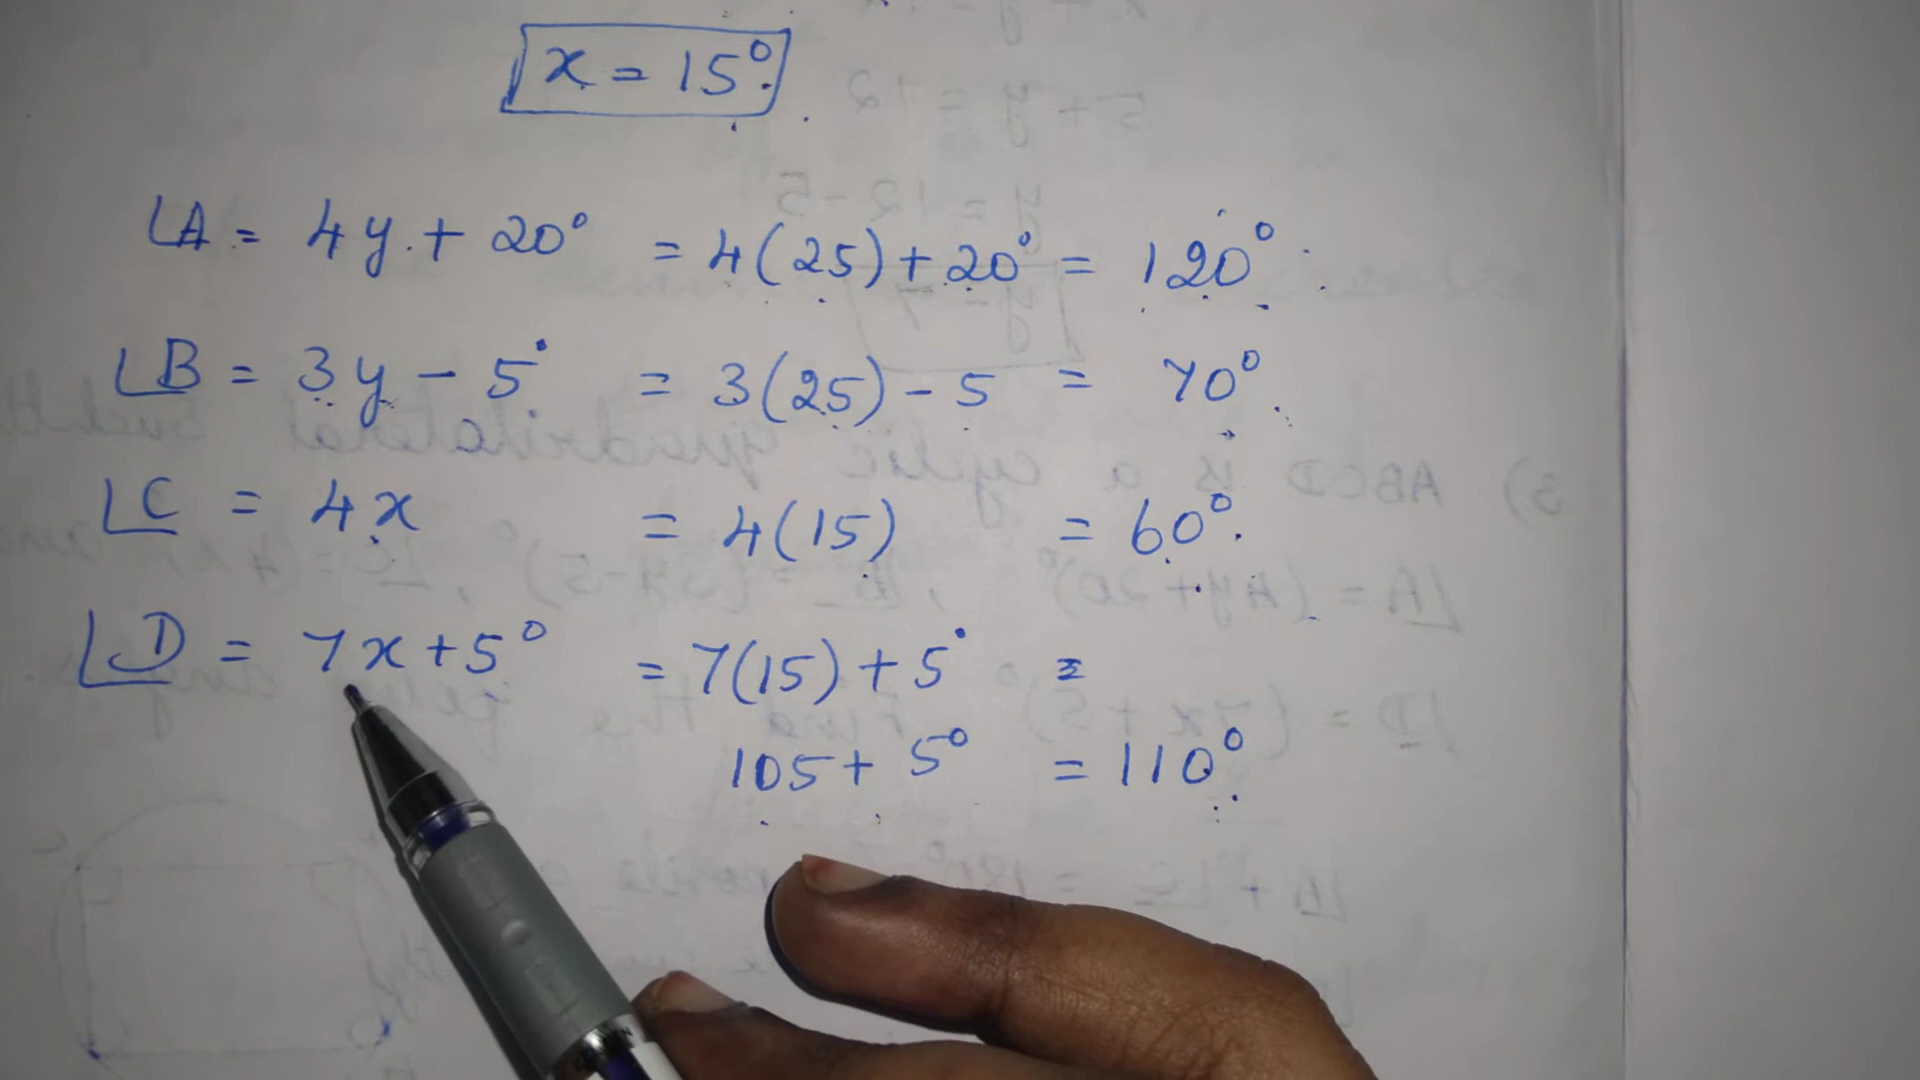 x = 15°.
∠A = 4y + 20° = 4(25) + 20° = 120°
∠B = 3y - 5° = 3(25) - 5 = 70°
∠C = 4x = 4(15) = 60°.
∠D = 7x + 5° = 7(15) + 5° =
105 + 5° = 110°